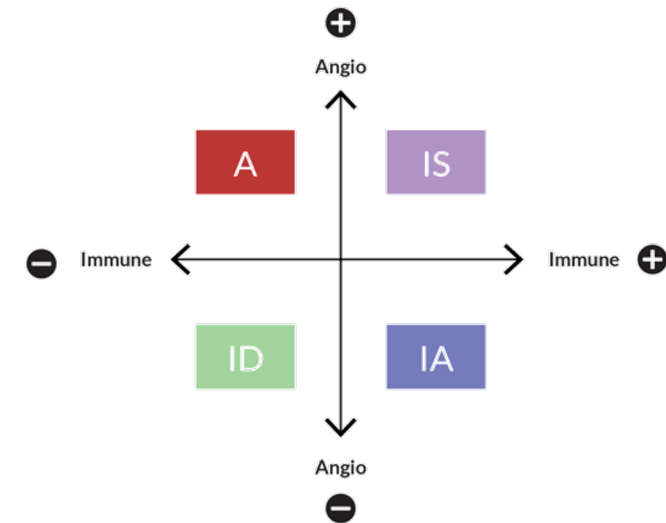 +
Angio
A
IS
− Immune
Immune +
ID
IA
Angio
−